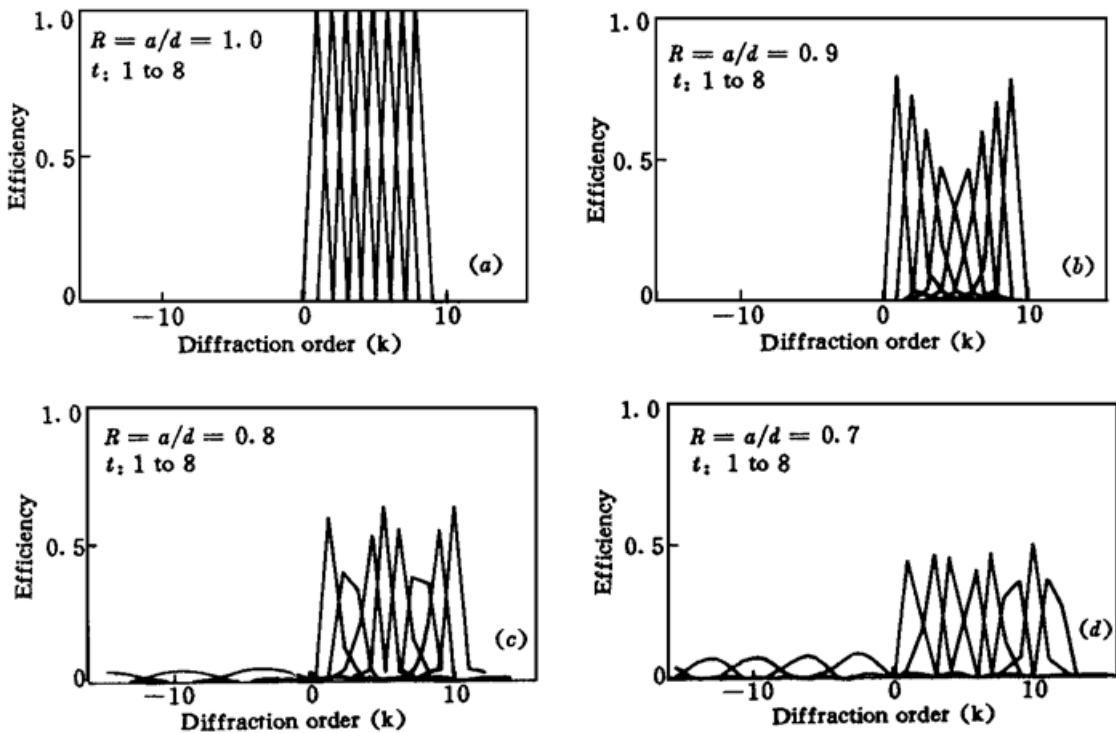 1.0
R = a/d = 1.0
t: 1 to 8
Efficiency
0.5
(a)
0
−10
0
10
Diffraction order (k)
1.0
R = a/d = 0.9
t: 1 to 8
Efficiency
0.5
(b)
0
−10
0
10
Diffraction order (k)
1.0
R = a/d = 0.8
t: 1 to 8
Efficiency
0.5
(c)
0
−10
0
10
Diffraction order (k)
1.0
R = a/d = 0.7
t: 1 to 8
Efficiency
0.5
(d)
0
−10
0
10
Diffraction order (k)